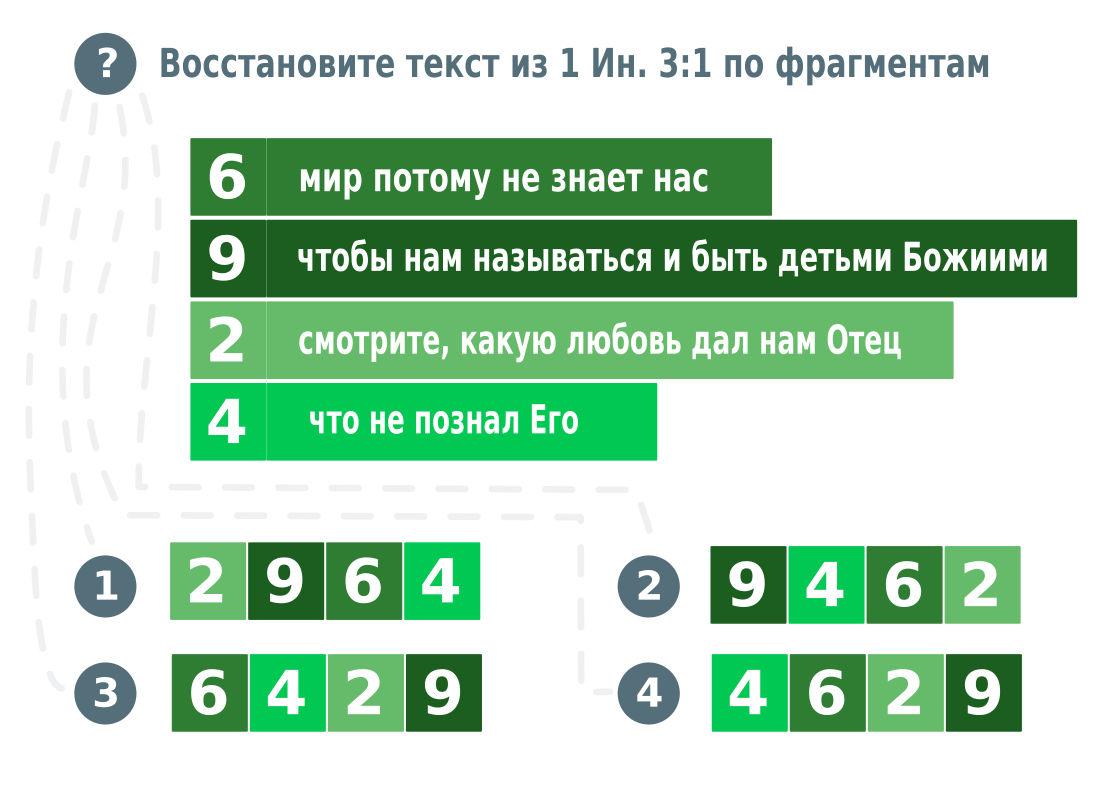 ? Восстановите текст из 1 Ин. 3:1 по фрагментам
6 мир потому не знает нас
9 чтобы нам называться и быть детьми Божиими
2 смотрите, какую любовь дал нам Отец
4 что не познал Его
1 2 9 6 4
2 9 4 6 2
3 6 4 2 9
4 4 6 2 9